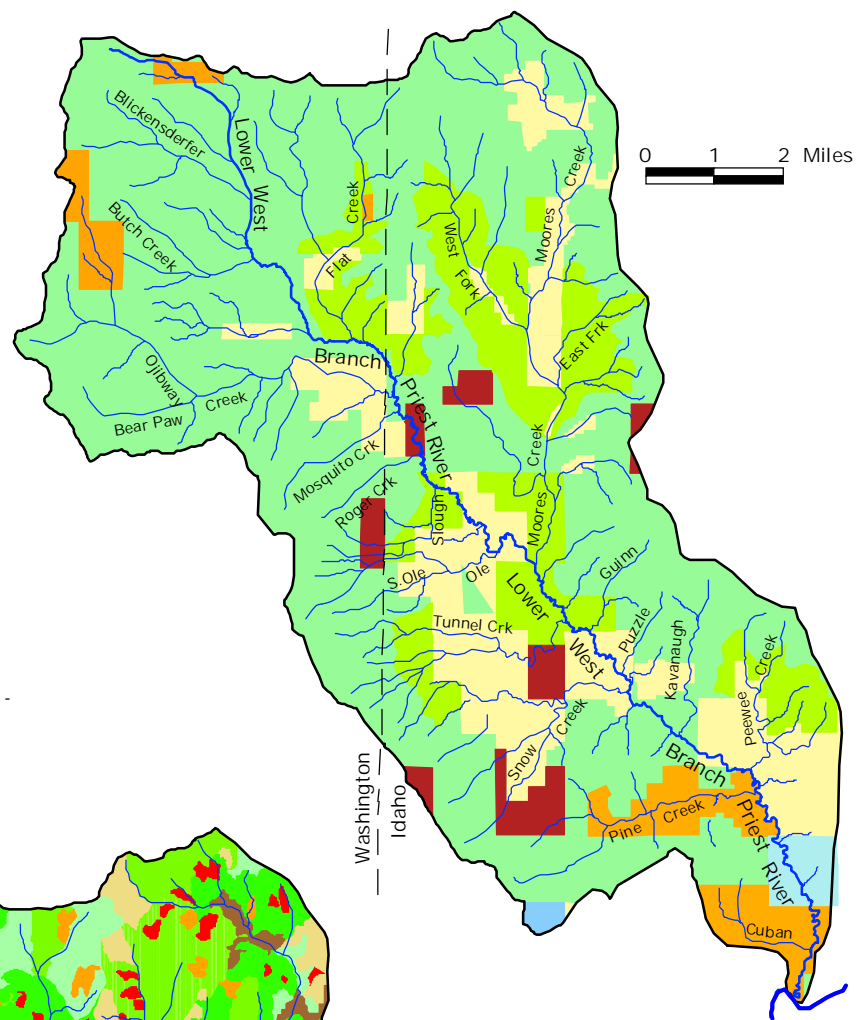 Blickensderfer
Lower West
Creek
Creek
0 1 2 Miles
Butch Creek
Flat
West Fork
Moores
East Frk
Branch
Ojibway
Creek
Bear Paw
Priest River
Creek
Mosquito Crk
Roger Crk
Slough
Moores
Guinn
S.Ole
Ole
Lower
Tunnel Crk
West
Puzzle
Kavanaugh
Creek
Peewee
Creek
Snow
Branch
Washington
Idaho
Pine Creek
Priest River
Cuban
-